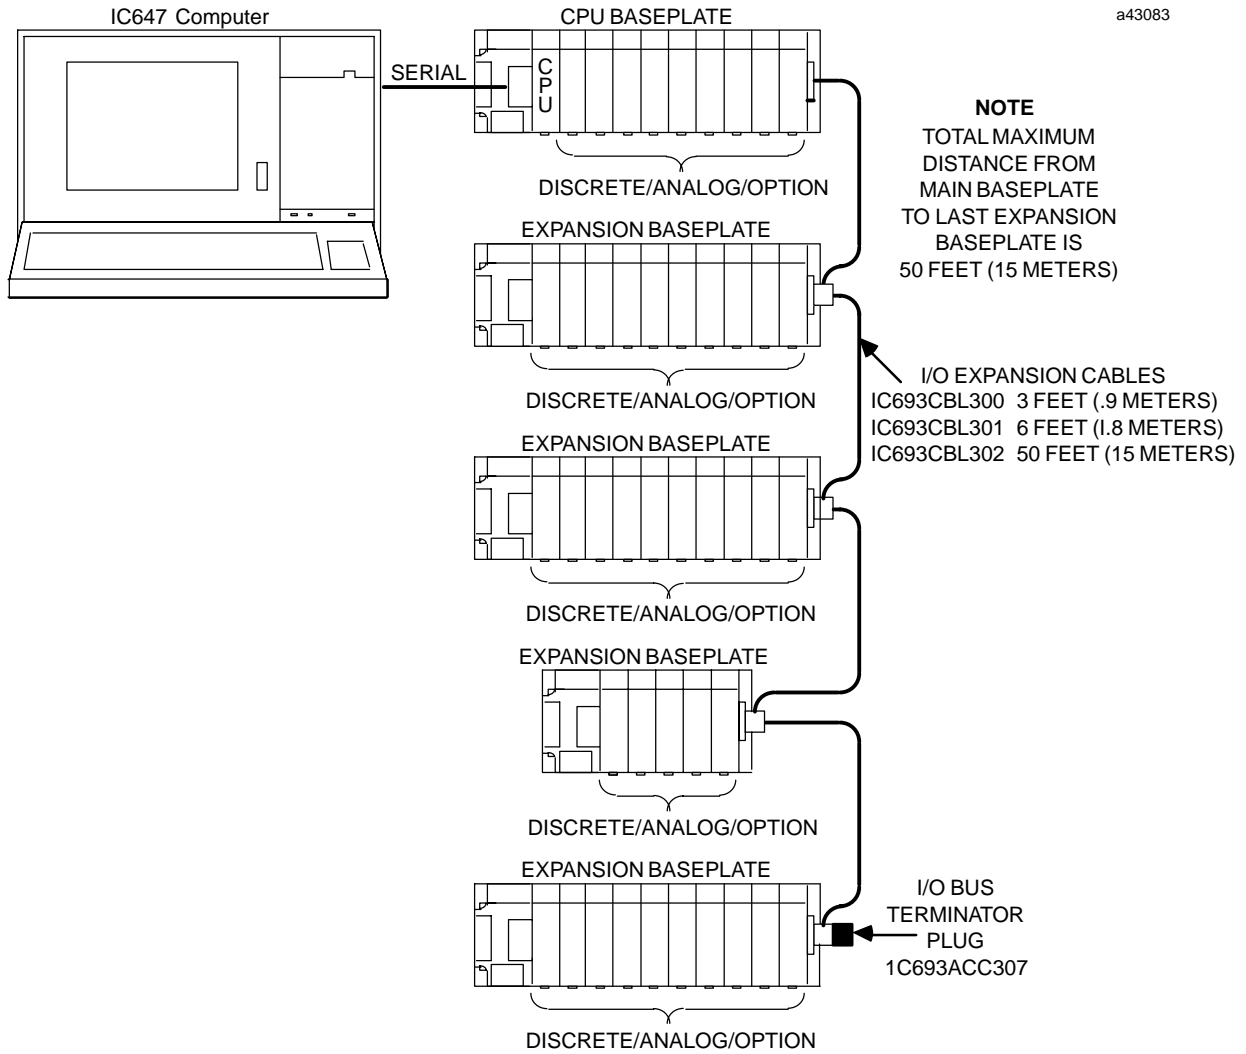 IC647 Computer
CPU BASEPLATE
a43083
SERIAL
CPU
DISCRETE/ANALOG/OPTION
NOTE
TOTAL MAXIMUM
DISTANCE FROM
MAIN BASEPLATE
TO LAST EXPANSION
BASEPLATE IS
50 FEET (15 METERS)
EXPANSION BASEPLATE
DISCRETE/ANALOG/OPTION
I/O EXPANSION CABLES
IC693CBL300 3 FEET (.9 METERS)
IC693CBL301 6 FEET (I.8 METERS)
IC693CBL302 50 FEET (15 METERS)
EXPANSION BASEPLATE
DISCRETE/ANALOG/OPTION
EXPANSION BASEPLATE
DISCRETE/ANALOG/OPTION
EXPANSION BASEPLATE
I/O BUS
TERMINATOR
PLUG
1C693ACC307
DISCRETE/ANALOG/OPTION